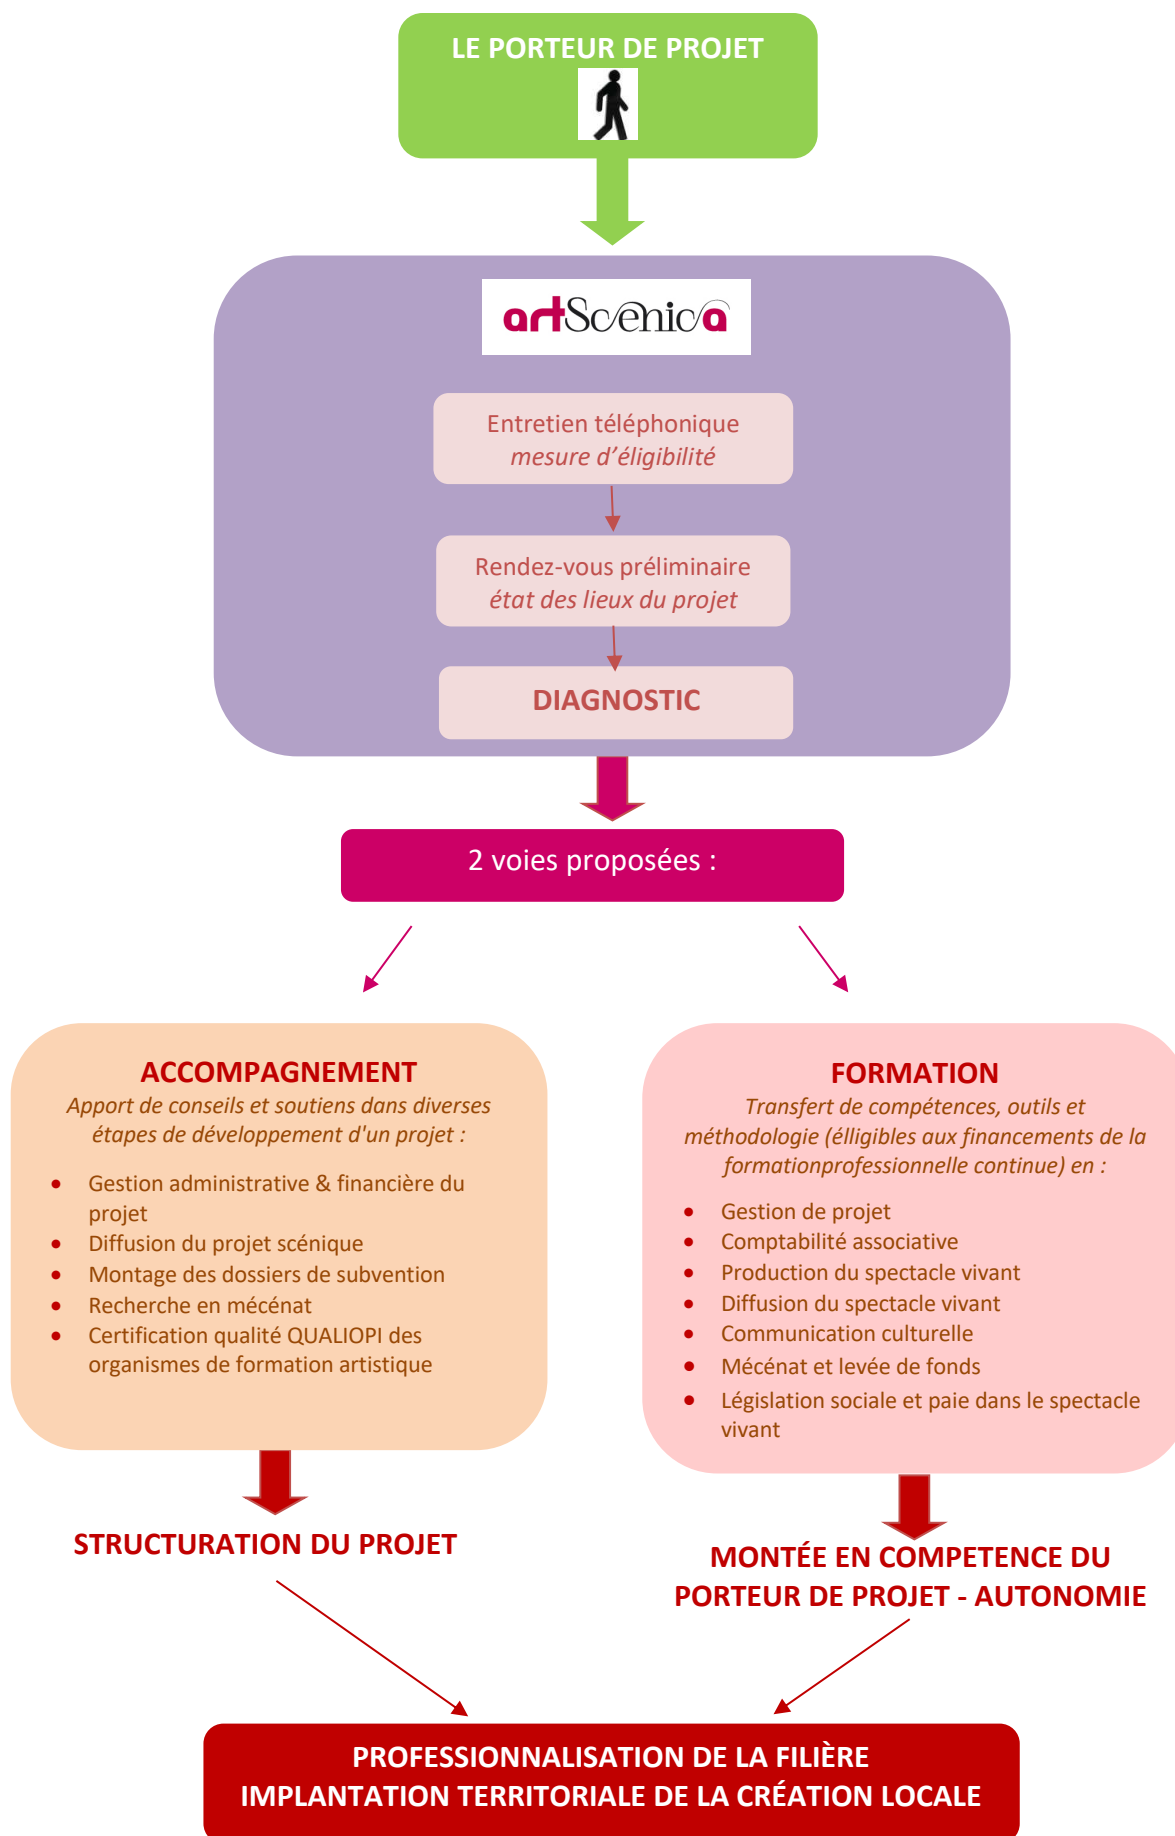 LE PORTEUR DE PROJET
artScènica
Entretien téléphonique
mesure d'éligibilité
Rendez-vous préliminaire
état des lieux du projet
DIAGNOSTIC
2 voies proposées :
ACCOMPAGNEMENT
Apport de conseils et soutiens dans diverses
étapes de développement d'un projet :
• Gestion administrative & financière du
projet
• Diffusion du projet scénique
• Montage des dossiers de subvention
• Recherche en mécénat
• Certification qualité QUALIOPI des
organismes de formation artistique
STRUCTURATION DU PROJET
FORMATION
Transfert de compétences, outils et
méthodologie (élligibles aux financements de la
formationprofessionnelle continue) en :
• Gestion de projet
• Comptabilité associative
• Production du spectacle vivant
• Diffusion du spectacle vivant
• Communication culturelle
• Mécénat et levée de fonds
• Législation sociale et paie dans le spectacle
vivant
MONTÉE EN COMPETENCE DU
PORTEUR DE PROJET - AUTONOMIE
PROFESSIONNALISATION DE LA FILIÈRE
IMPLANTATION TERRITORIALE DE LA CRÉATION LOCALE